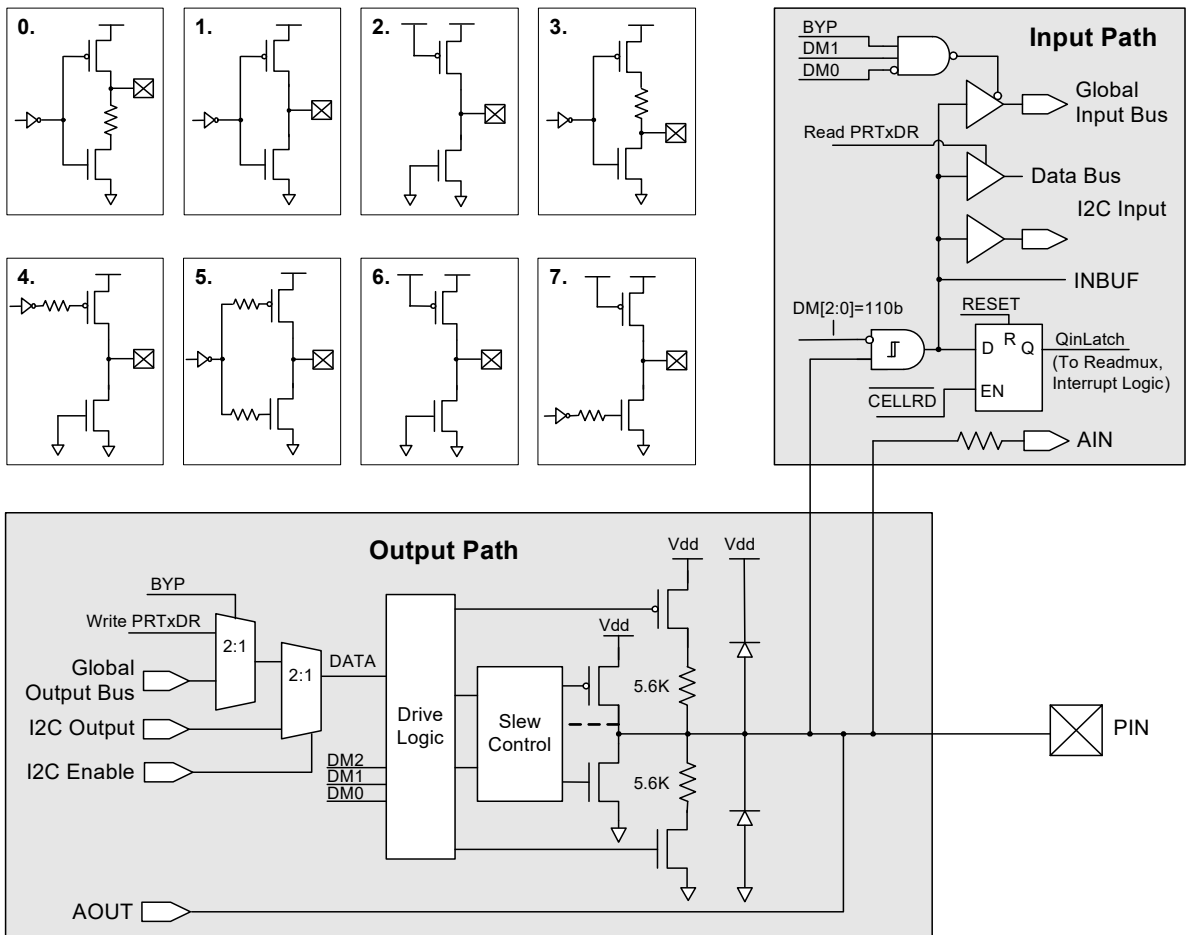 0.
1.
2.
3.
4.
5.
6.
7.
Input Path
BYP
DM1
DM0
Global
Input Bus
Read PRTxDR
Data Bus
I2C Input
INBUF
DM[2:0]=110b
RESET
D
R
Q
EN
QinLatch
(To Readmux,
Interrupt Logic)
CELLRD
AIN
Output Path
BYP
Write PRTxDR
2:1
Global
Output Bus
2:1
DATA
I2C Output
I2C Enable
DM2
DM1
DM0
Drive
Logic
Slew
Control
Vdd
Vdd
Vdd
5.6K
5.6K
PIN
AOUT